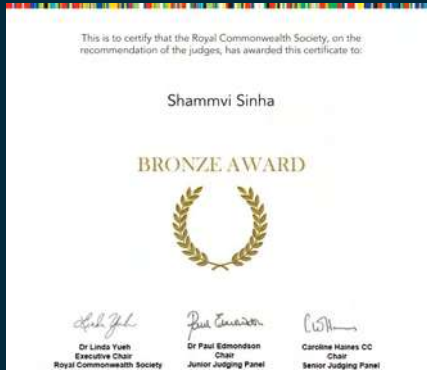 This is to certify that the Royal Commonwealth Society, on the
recommendation of the judges, has awarded this certificate to:
Shammvi Sinha
BRONZE AWARD
Dr Linda Yueh
Executive Chair
Royal Commonwealth Society
Dr Paul Edmondson
Chair
Junior Judging Panel
Caroline Haines CC
Chair
Senior Judging Panel